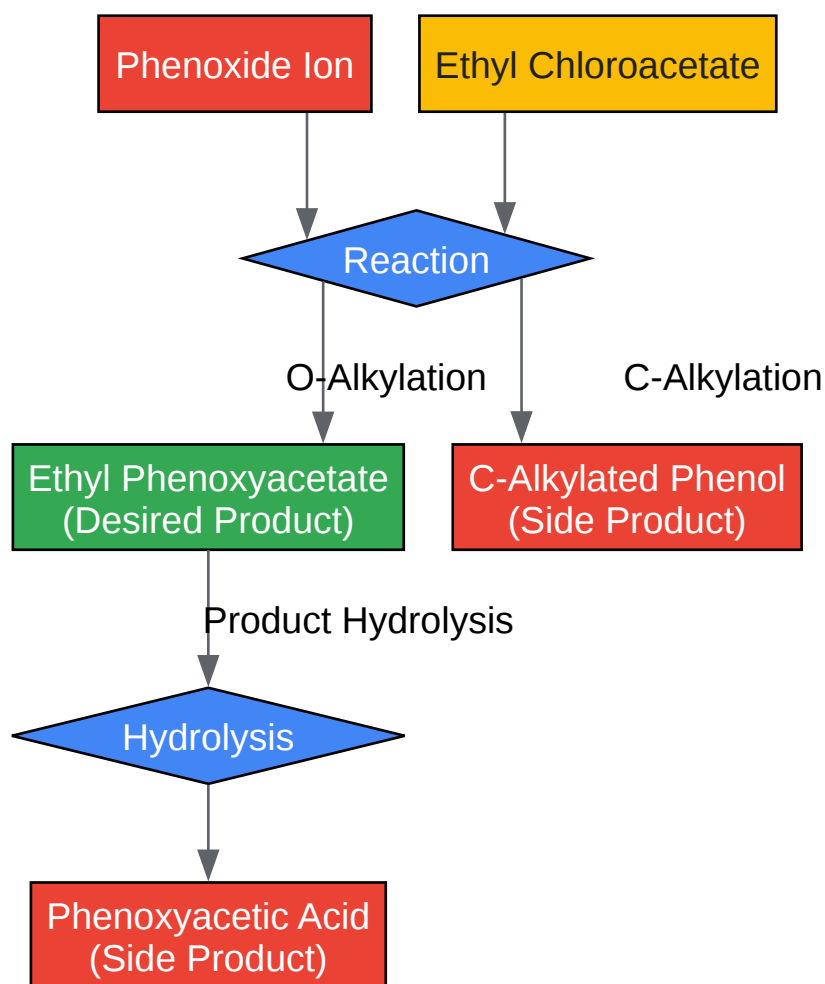 Phenoxide Ion
Ethyl Chloroacetate
Reaction
O-Alkylation
C-Alkylation
Ethyl Phenoxyacetate
(Desired Product)
C-Alkylated Phenol
(Side Product)
Product Hydrolysis
Hydrolysis
Phenoxyacetic Acid
(Side Product)